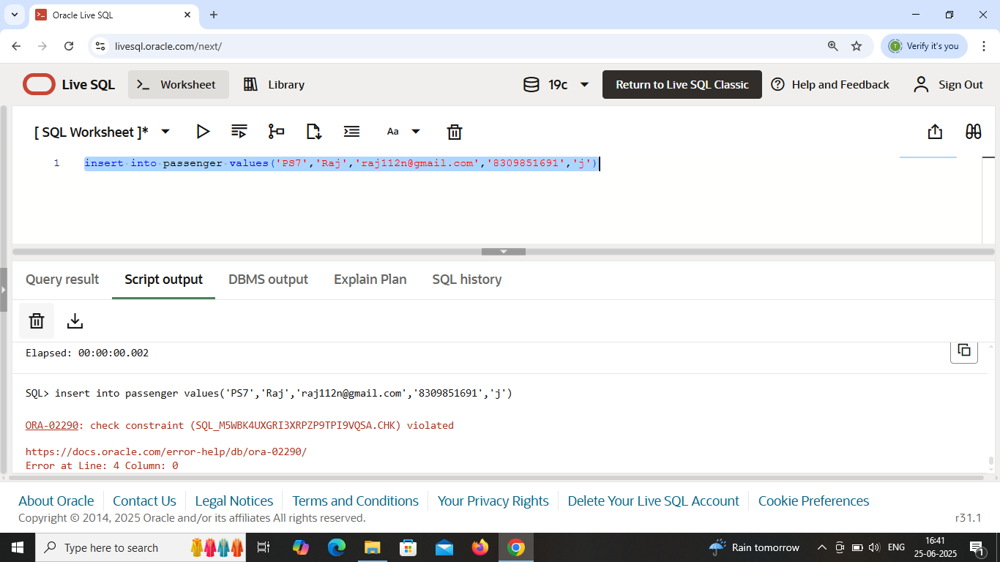 Oracle Live SQL
livesql.oracle.com/next/
T Verify it's you
Live SQL Worksheet Library 19c Return to Live SQL Classic Help and Feedback Sign Out
[ SQL Worksheet ]* Aa
1 insert into passenger values('PS7','Raj','raj112n@gmail.com','8309851691','j')
Query result Script output DBMS output Explain Plan SQL history
Elapsed: 00:00:00.002
SQL> insert into passenger values('PS7','Raj','raj112n@gmail.com','8309851691','j')
ORA-02290: check constraint (SQL_M5WBK4UXGRI3XRPZP9TPI9VQSA.CHK) violated
https://docs.oracle.com/error-help/db/ora-02290/
Error at Line: 4 Column: 0
About Oracle Contact Us Legal Notices Terms and Conditions Your Privacy Rights Delete Your Live SQL Account Cookie Preferences
Copyright © 2014, 2025 Oracle and/or its affiliates All rights reserved. r31.1
Type here to search Rain tomorrow ENG 16:41
25-06-2025 1